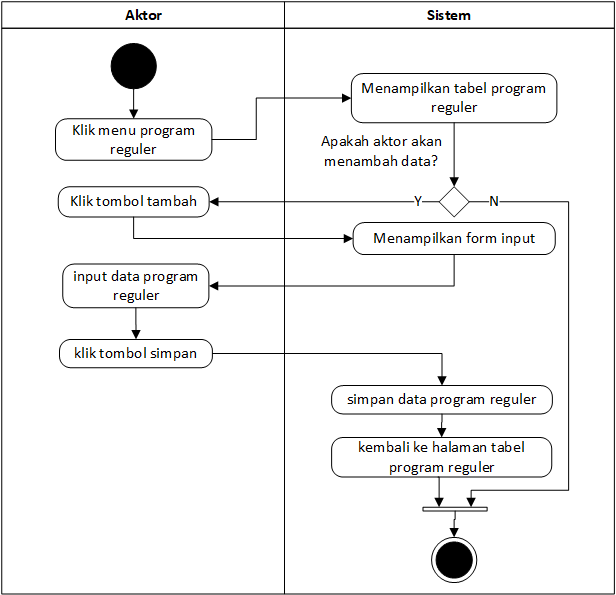 Aktor
Sistem
Klik menu program
reguler
Menampilkan tabel program
reguler
Apakah aktor akan
menambah data?
Y
N
Klik tombol tambah
Menampilkan form input
input data program
reguler
klik tombol simpan
simpan data program reguler
kembali ke halaman tabel
program reguler